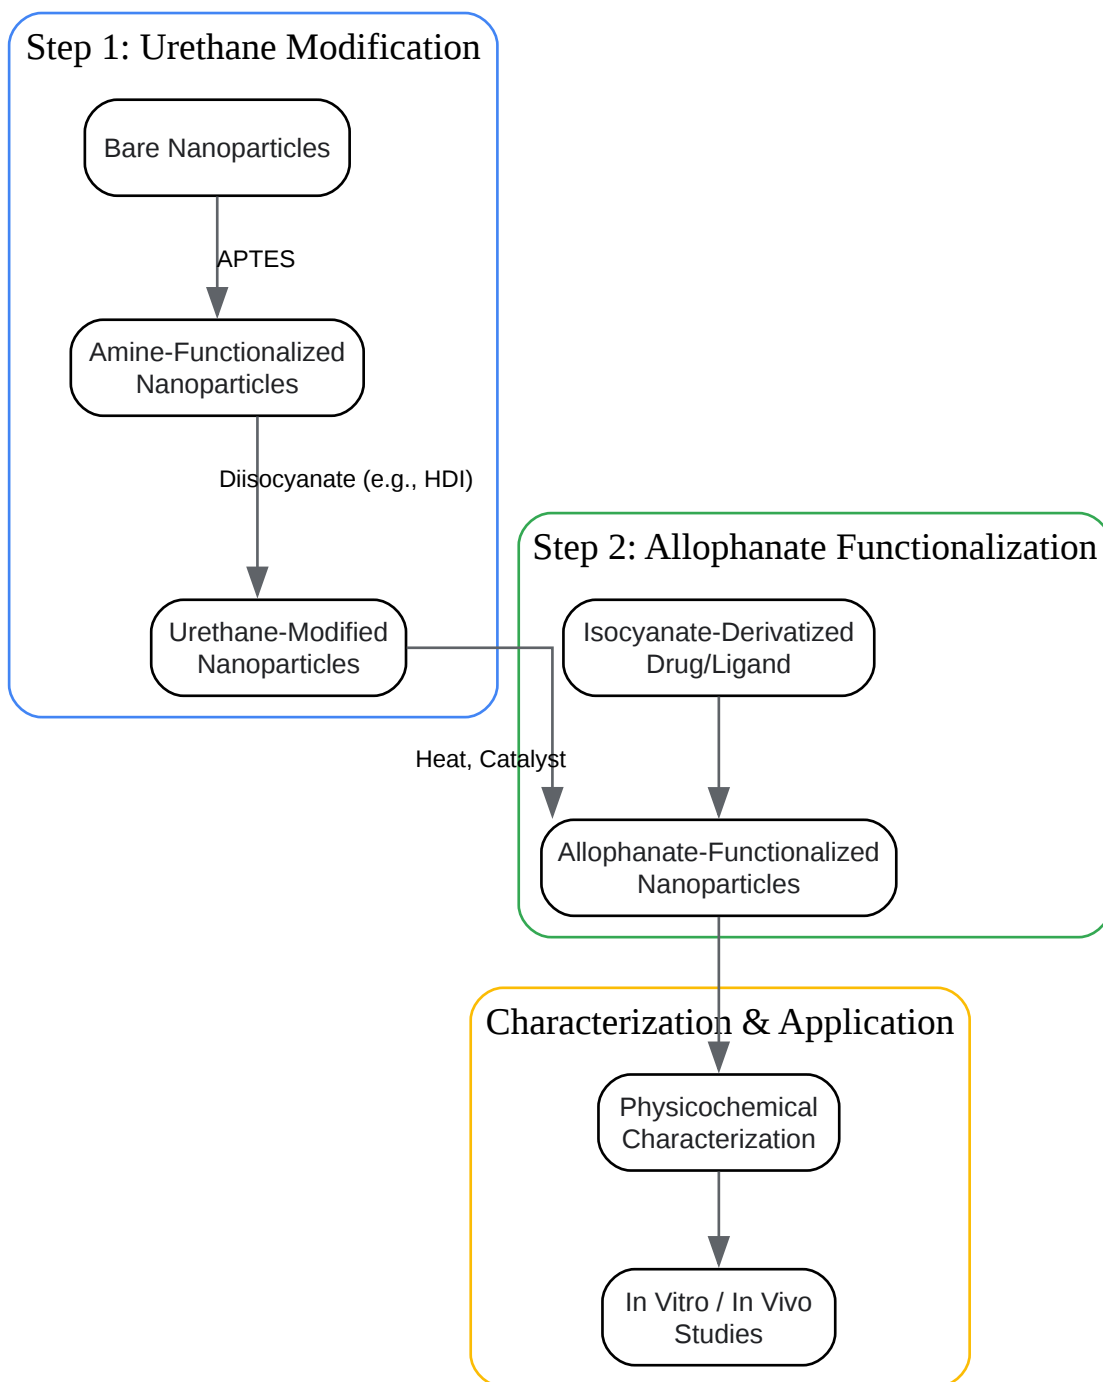 Step 1: Urethane Modification
Bare Nanoparticles
APTES
Amine-Functionalized
Nanoparticles
Diisocyanate (e.g., HDI)
Urethane-Modified
Nanoparticles
Step 2: Allophanate Functionalization
Isocyanate-Derivatized
Drug/Ligand
Heat, Catalyst
Allophanate-Functionalized
Nanoparticles
Characterization & Application
Physicochemical
Characterization
In Vitro / In Vivo
Studies